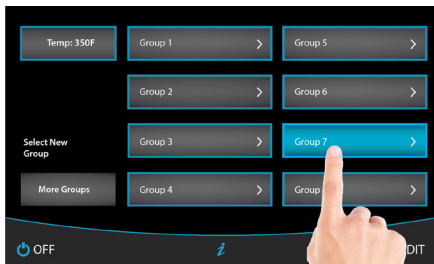 Temp: 350F
Group 1
Group 5
Group 2
Group 6
Select New
Group
Group 3
Group 7
More Groups
Group 4
Group
OFF
i
DIT